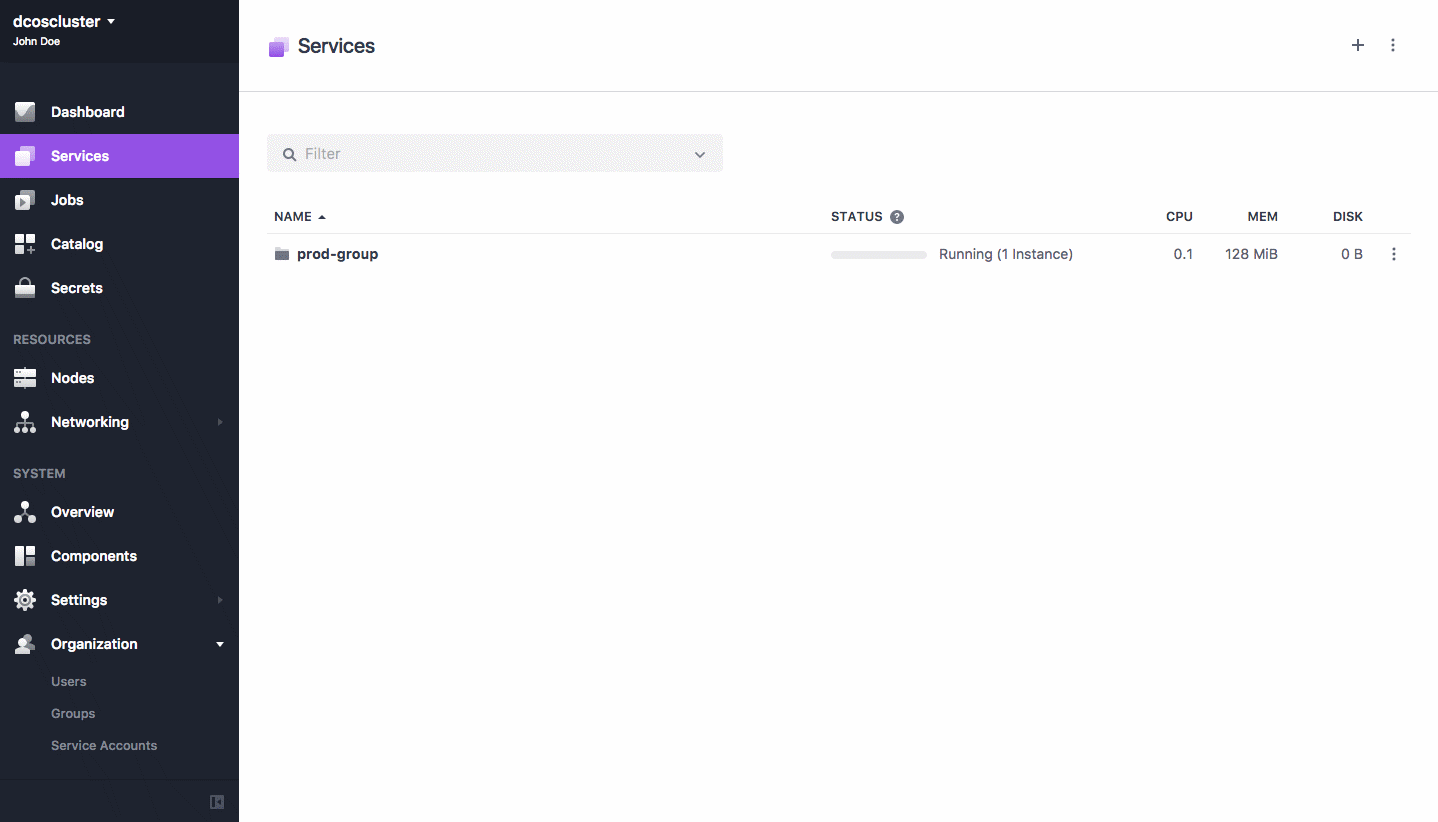 dcoscluster
John Doe
Dashboard
Services
Jobs
Catalog
Secrets
RESOURCES
Nodes
Networking
SYSTEM
Overview
Components
Settings
Organization
Users
Groups
Service Accounts
Services
Filter
NAME STATUS ? CPU MEM DISK
prod-group Running (1 Instance) 0.1 128 MiB 0 B